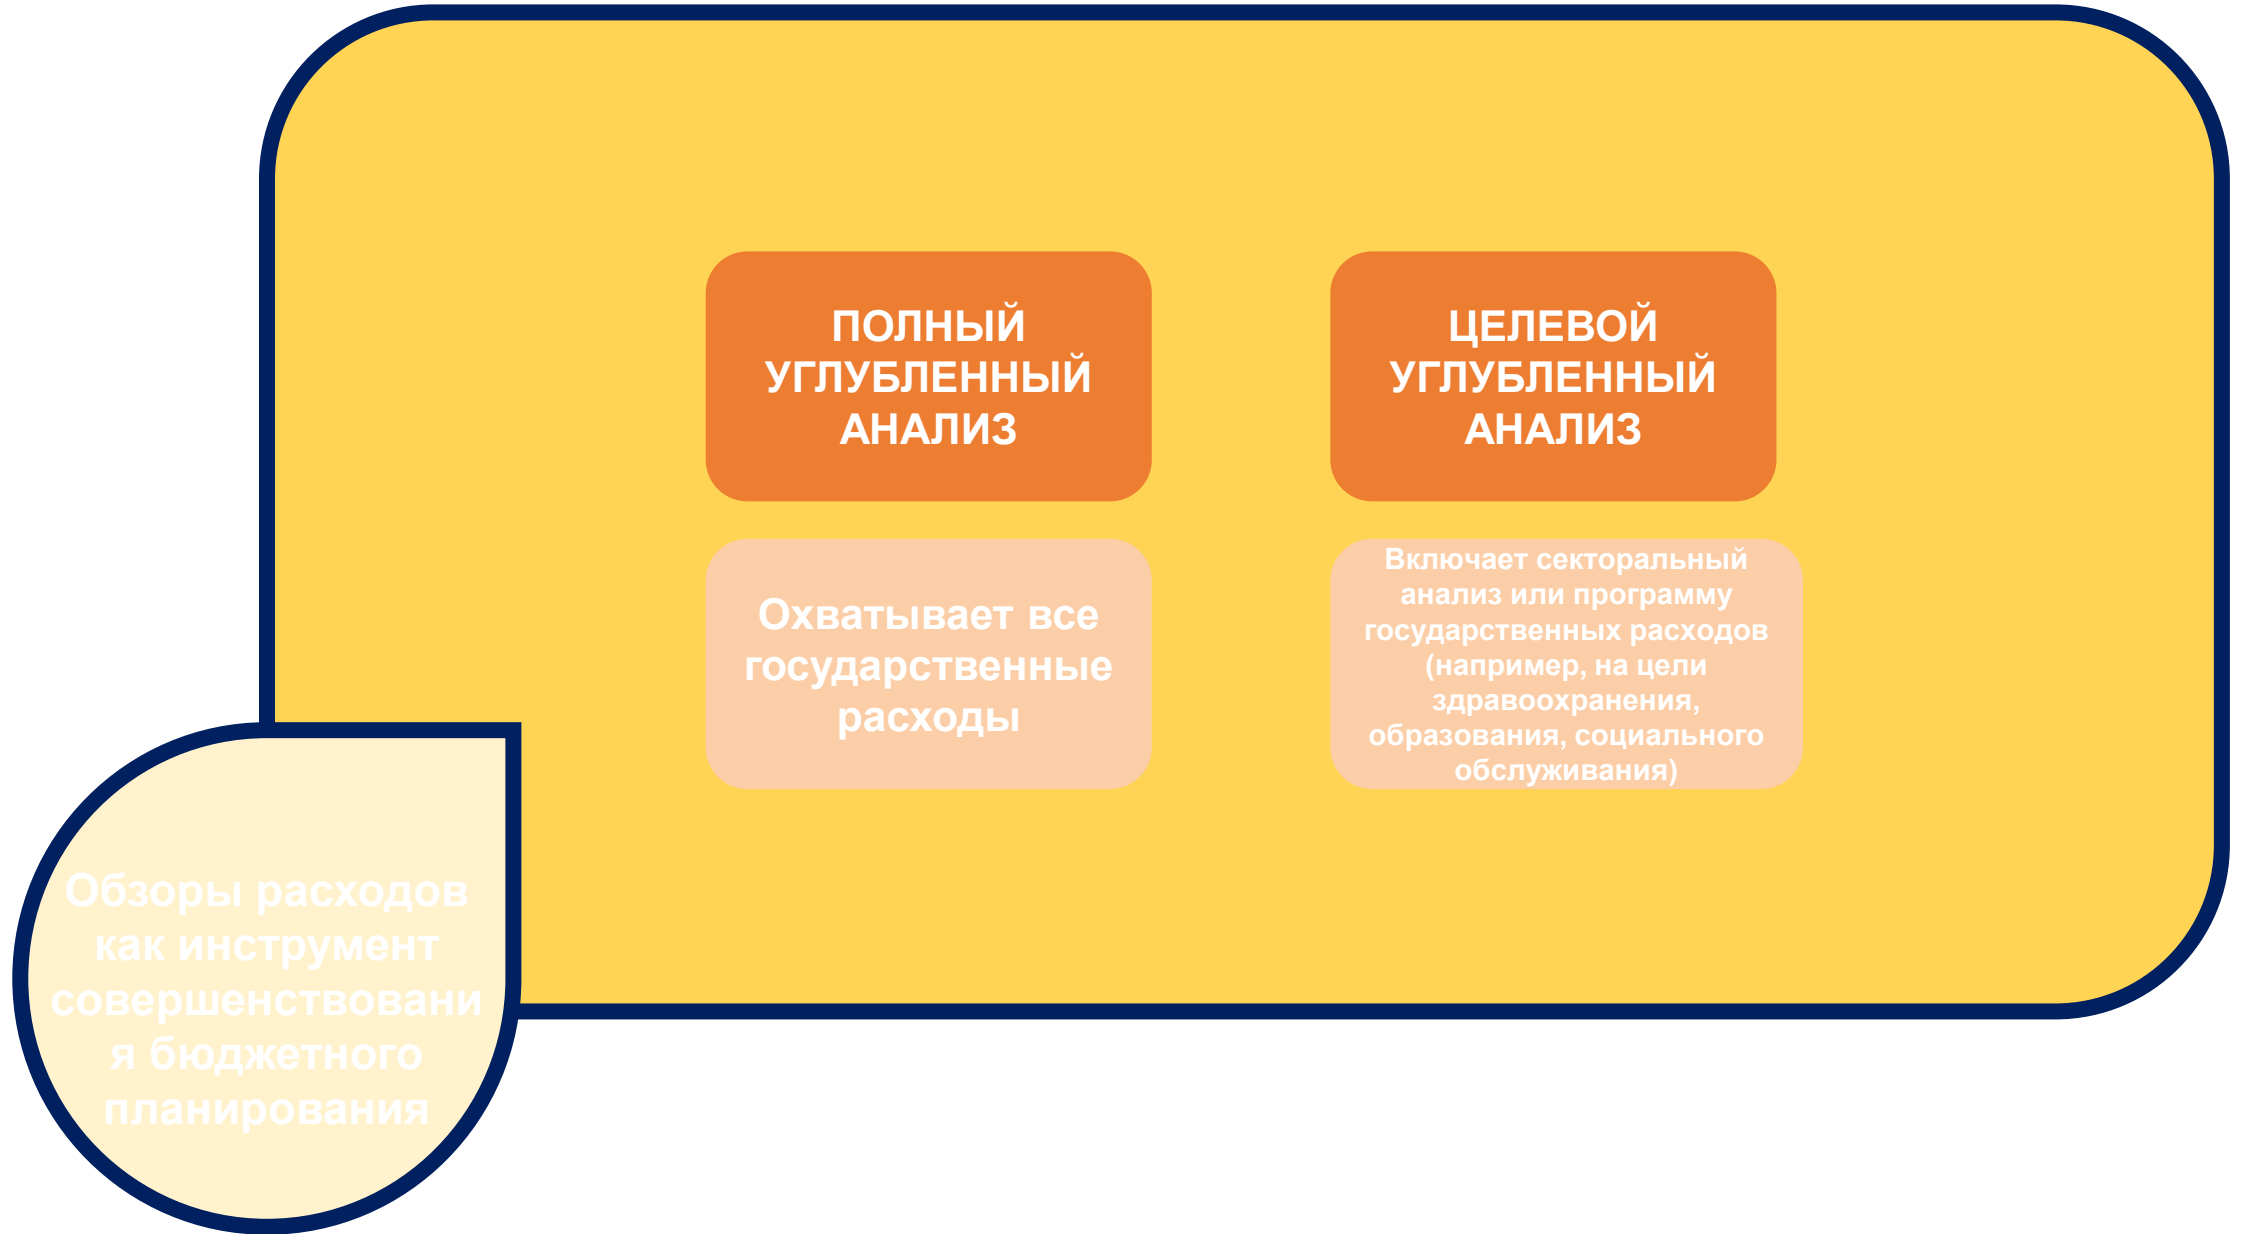 ПОЛНЫЙ
УГЛУБЛЕННЫЙ
АНАЛИЗ
Охватывает все
государственные
расходы
ЦЕЛЕВОЙ
УГЛУБЛЕННЫЙ
АНАЛИЗ
Включает секторальный
анализ или программу
государственных расходов
(например, на цели
здравоохранения,
образования, социального
обслуживания)
Обзоры расходов
как инструмент
совершенствовани
я бюджетного
планирования